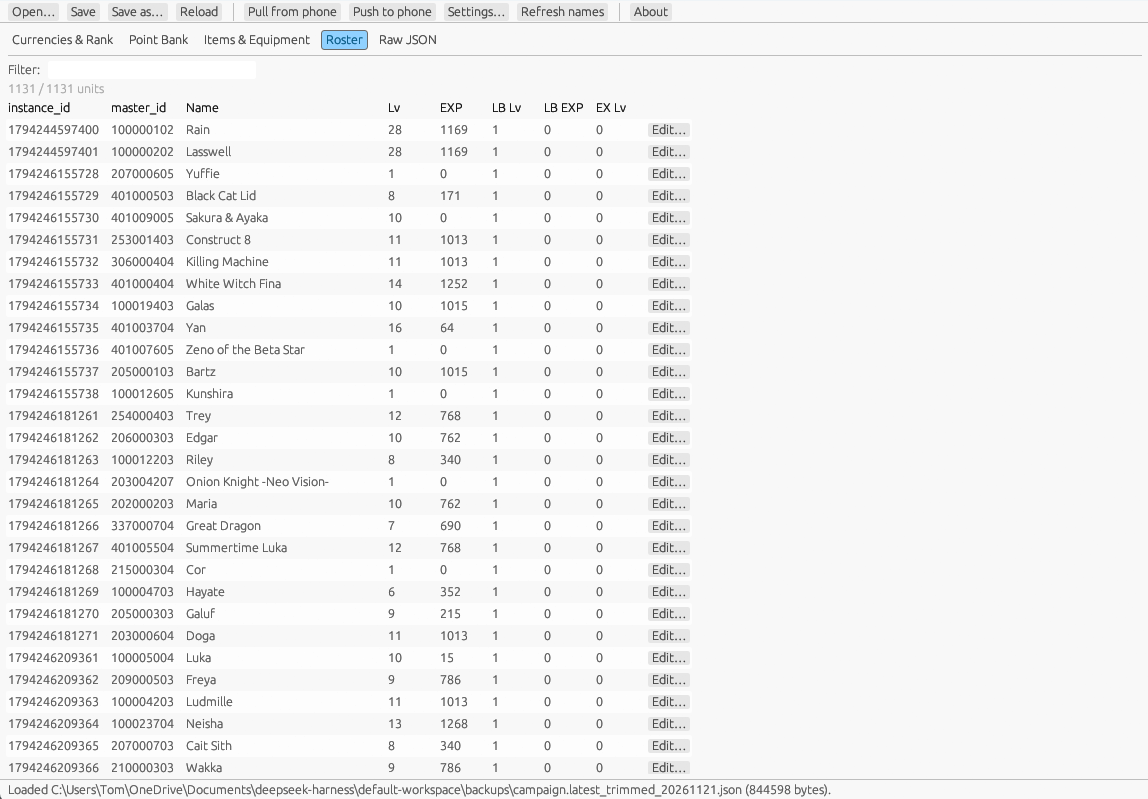 Open... Save Save as... Reload Pull from phone Push to phone Settings... Refresh names About
Currencies & Rank Point Bank Items & Equipment Roster Raw JSON
Filter:
1131 / 1131 units
instance_id master_id Name Lv EXP LB Lv LB EXP EX Lv
1794244597400 100000102 Rain 28 1169 1 0 0 Edit...
1794244597401 100000202 Lasswell 28 1169 1 0 0 Edit...
1794246155728 207000605 Yuffie 1 0 1 0 0 Edit...
1794246155729 401000503 Black Cat Lid 8 171 1 0 0 Edit...
1794246155730 401009005 Sakura & Ayaka 10 0 1 0 0 Edit...
1794246155731 253001403 Construct 8 11 1013 1 0 0 Edit...
1794246155732 306000404 Killing Machine 11 1013 1 0 0 Edit...
1794246155733 401000404 White Witch Fina 14 1252 1 0 0 Edit...
1794246155734 100019403 Galas 10 1015 1 0 0 Edit...
1794246155735 401003704 Yan 16 64 1 0 0 Edit...
1794246155736 401007605 Zeno of the Beta Star 1 0 1 0 0 Edit...
1794246155737 205000103 Bartz 10 1015 1 0 0 Edit...
1794246155738 100012605 Kunshira 1 0 1 0 0 Edit...
1794246181261 254000403 Trey 12 768 1 0 0 Edit...
1794246181262 206000303 Edgar 10 762 1 0 0 Edit...
1794246181263 100012203 Riley 8 340 1 0 0 Edit...
1794246181264 203004207 Onion Knight -Neo Vision- 1 0 1 0 0 Edit...
1794246181265 202000203 Maria 10 762 1 0 0 Edit...
1794246181266 337000704 Great Dragon 7 690 1 0 0 Edit...
1794246181267 401005504 Summertime Luka 12 768 1 0 0 Edit...
1794246181268 215000304 Cor 1 0 1 0 0 Edit...
1794246181269 100004703 Hayate 6 352 1 0 0 Edit...
1794246181270 205000303 Galuf 9 215 1 0 0 Edit...
1794246181271 203000604 Doga 11 1013 1 0 0 Edit...
1794246209361 100005004 Luka 10 15 1 0 0 Edit...
1794246209362 209000503 Freya 9 786 1 0 0 Edit...
1794246209363 100004203 Ludmille 11 1013 1 0 0 Edit...
1794246209364 100023704 Neisha 13 1268 1 0 0 Edit...
1794246209365 207000703 Cait Sith 8 340 1 0 0 Edit...
1794246209366 210000303 Wakka 9 786 1 0 0 Edit...
Loaded C:\Users\Tom\OneDrive\Documents\deepseek-harness\default-workspace\backups\campaign.latest_trimmed_20261121.json (844598 bytes).